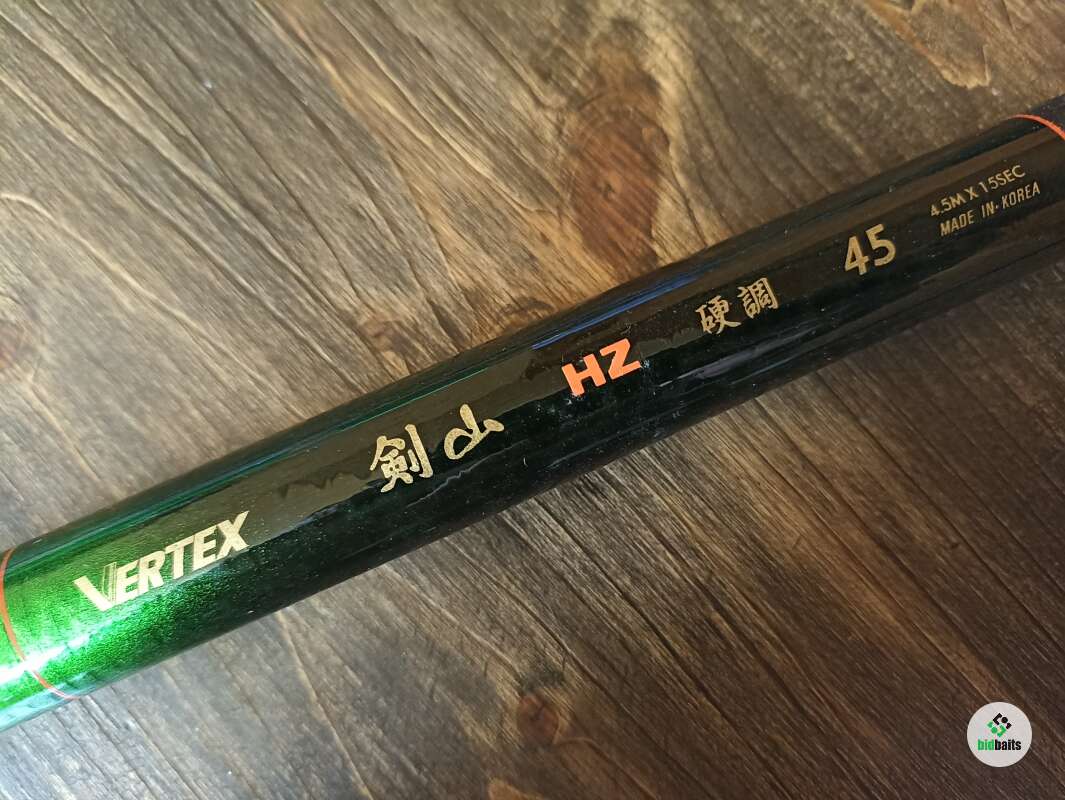 VERTEX 剣山 HZ 硬調 45
4.5M X 15SEC
MADE IN·KOREA
bidbaits